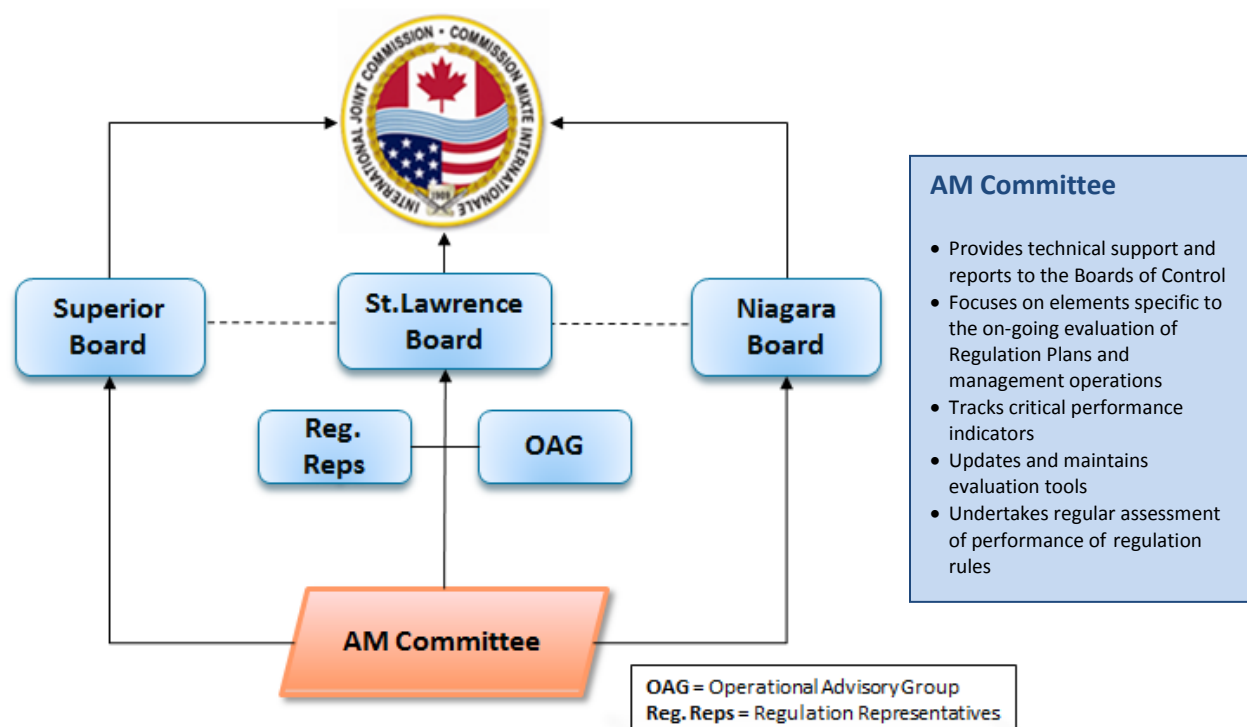 INTERNATIONAL JOINT COMMISSION • COMMISSION MIXTE INTERNATIONALE
1909
Superior
Board
St.Lawrence
Board
Niagara
Board
Reg.
Reps
OAG
AM Committee
OAG = Operational Advisory Group
Reg. Reps = Regulation Representatives
AM Committee
• Provides technical support and
reports to the Boards of Control
• Focuses on elements specific to
the on-going evaluation of
Regulation Plans and
management operations
• Tracks critical performance
indicators
• Updates and maintains
evaluation tools
• Undertakes regular assessment
of performance of regulation
rules